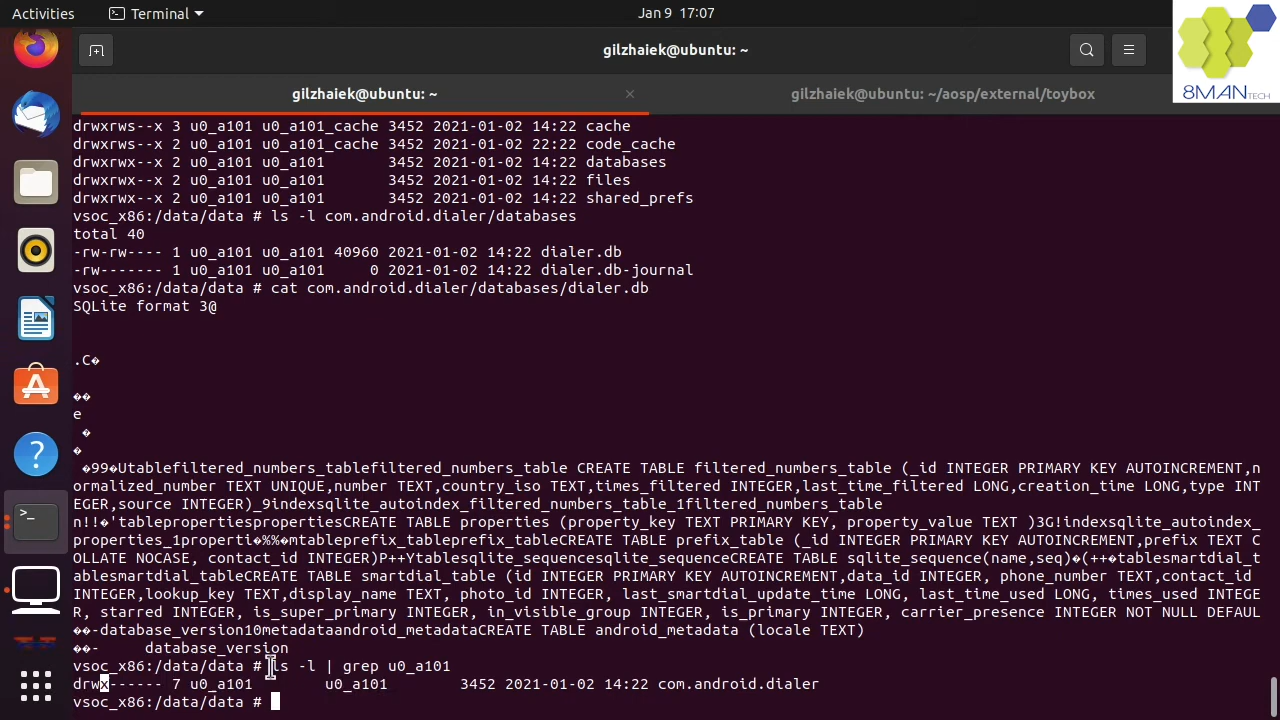 Activities
Terminal
Jan 9 17:07
gilzhaiek@ubuntu: ~
8MANTECH
gilzhaiek@ubuntu: ~
gilzhaiek@ubuntu: ~/aosp/external/toybox
drwxrws--x 3 u0_a101 u0_a101_cache 3452 2021-01-02 14:22 cache
drwxrws--x 2 u0_a101 u0_a101_cache 3452 2021-01-02 22:22 code_cache
drwxrwx--x 2 u0_a101 u0_a101       3452 2021-01-02 14:22 databases
drwxrwx--x 2 u0_a101 u0_a101       3452 2021-01-02 14:22 files
drwxrwx--x 2 u0_a101 u0_a101       3452 2021-01-02 14:22 shared_prefs
vsoc_x86:/data/data # ls -l com.android.dialer/databases
total 40
-rw-rw---- 1 u0_a101 u0_a101 40960 2021-01-02 14:22 dialer.db
-rw------- 1 u0_a101 u0_a101     0 2021-01-02 14:22 dialer.db-journal
vsoc_x86:/data/data # cat com.android.dialer/databases/dialer.db
SQLite format 3@
.C�
��
e
�
�
�99�Utablefiltered_numbers_tablefiltered_numbers_table CREATE TABLE filtered_numbers_table (_id INTEGER PRIMARY KEY AUTOINCREMENT,n
ormalized_number TEXT UNIQUE,number TEXT,country_iso TEXT,times_filtered INTEGER,last_time_filtered LONG,creation_time LONG,type INT
EGER,source INTEGER)_9indexsqlite_autoindex_filtered_numbers_table_1filtered_numbers_table
n!!�'tablepropertiespropertiesCREATE TABLE properties (property_key TEXT PRIMARY KEY, property_value TEXT )3G!indexsqlite_autoindex_
properties_1properti�%%�mtableprefix_tableprefix_tableCREATE TABLE prefix_table (_id INTEGER PRIMARY KEY AUTOINCREMENT,prefix TEXT C
OLLATE NOCASE, contact_id INTEGER)P++Ytablesqlite_sequencesqlite_sequenceCREATE TABLE sqlite_sequence(name,seq)�(++�tablesmartdial_t
ablesmartdial_tableCREATE TABLE smartdial_table (id INTEGER PRIMARY KEY AUTOINCREMENT,data_id INTEGER, phone_number TEXT,contact_id
INTEGER,lookup_key TEXT,display_name TEXT, photo_id INTEGER, last_smartdial_update_time LONG, last_time_used LONG, times_used INTEGE
R, starred INTEGER, is_super_primary INTEGER, in_visible_group INTEGER, is_primary INTEGER, carrier_presence INTEGER NOT NULL DEFAUL
��-database_version10metadataandroid_metadataCREATE TABLE android_metadata (locale TEXT)
��-     database_version
vsoc_x86:/data/data # ls -l | grep u0_a101
drwx------ 7 u0_a101        u0_a101        3452 2021-01-02 14:22 com.android.dialer
vsoc_x86:/data/data #